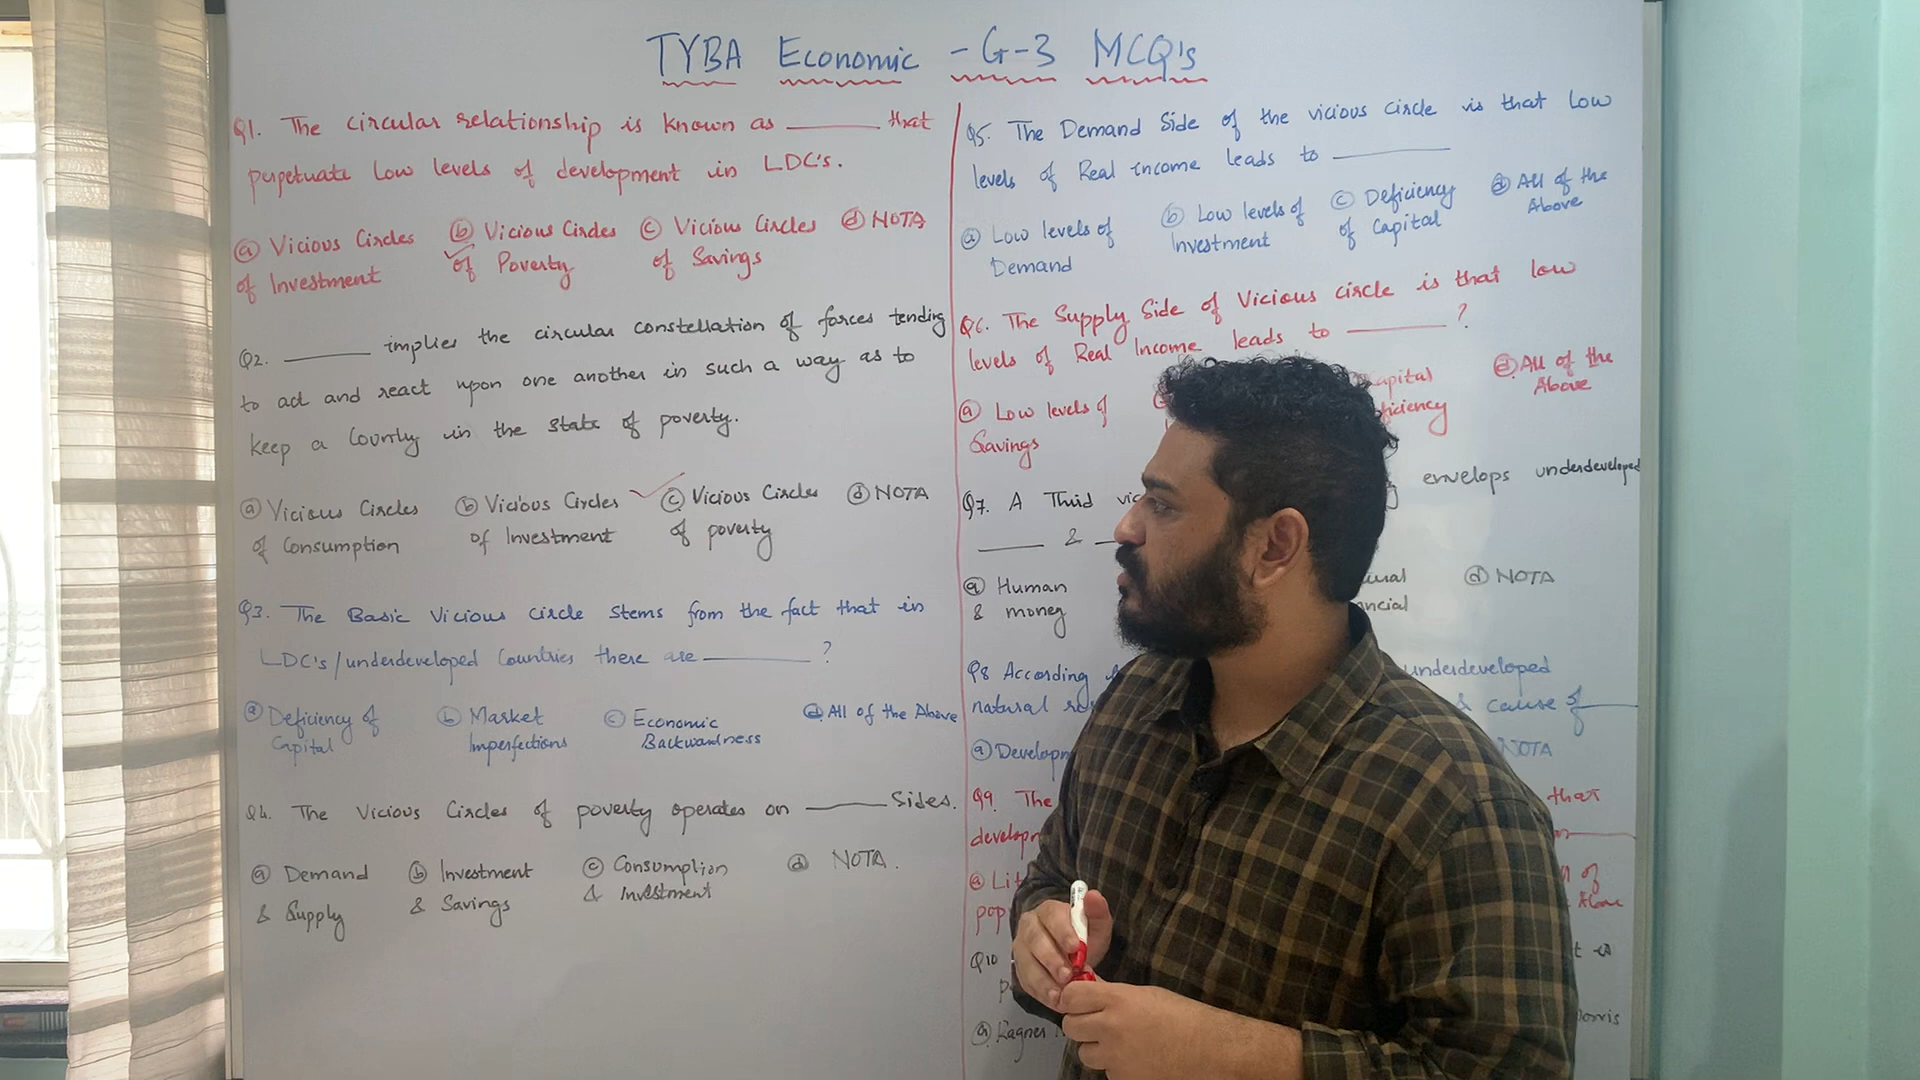 TYBA Economic - G-3 MCQ's
Q1. The circular relationship is known as ______ that
perpetuate Low levels of development in LDC's.
(a) Vicious Circles of Investment
(b) Vicious Circles of Poverty
(c) Vicious Circles of Savings
(d) NOTA
Q2. ______ implies the circular constellation of forces tending
to act and react upon one another in such a way as to
keep a Country in the state of poverty.
(a) Vicious Circles of Consumption
(b) Vicious Circles of Investment
(c) Vicious Circles of poverty
(d) NOTA
Q3. The Basic Vicious Circle Stems from the fact that in
LDC's/underdeveloped Countries there are ______ ?
(a) Deficiency of Capital
(b) Market Imperfections
(c) Economic Backwardness
(d) All of the Above
Q4. The Vicious Circles of poverty operates on ______ Sides.
(a) Demand & Supply
(b) Investment & Savings
(c) Consumption & Investment
(d) NOTA.
Q5. The Demand Side of the vicious circle is that Low
levels of Real income leads to ______
(a) Low levels of Demand
(b) Low levels of Investment
(c) Deficiency of Capital
(d) All of the Above
Q6. The Supply Side of Vicious circle is that low
levels of Real Income leads to ______ ?
(a) Low levels of Savings
Capital
(d) All of the Above
Q7. A Third envelops underdeveloped
______ &
(a) Human & money
(d) NOTA
Q8 According underdeveloped
natural & cause of ______
NOTA
Q9. The that
Q10